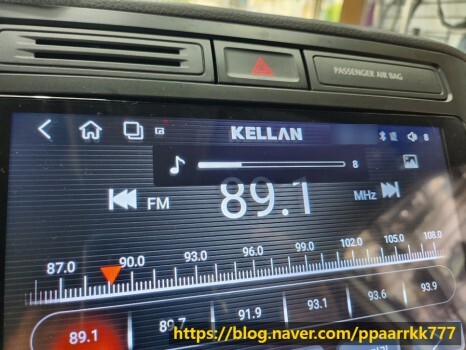 PASSENGER AIR BAG
KELLAN
8
8
FM 89.1 MHz
87.0 90.0 93.0 96.0 99.0 102.0 105.0 108.0
89.1 89.7 91.9 93.1 93.6 93.9
https://blog.naver.com/ppaarrkk777